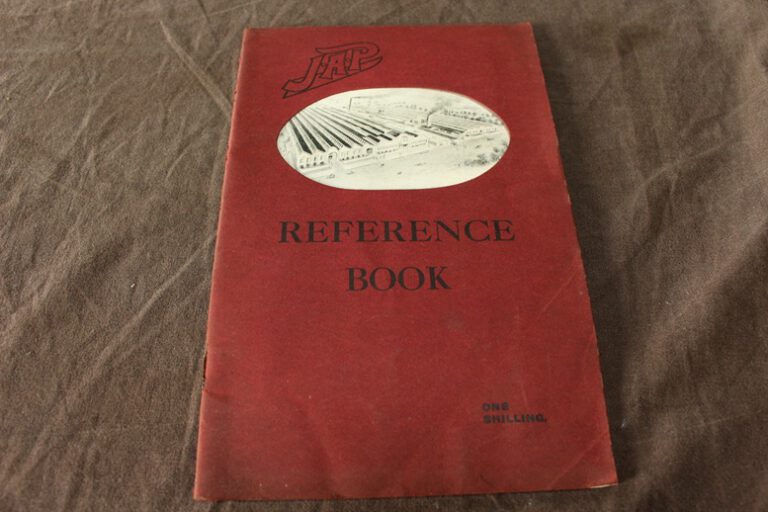 JAP
REFERENCE
BOOK
ONE
SHILLING.